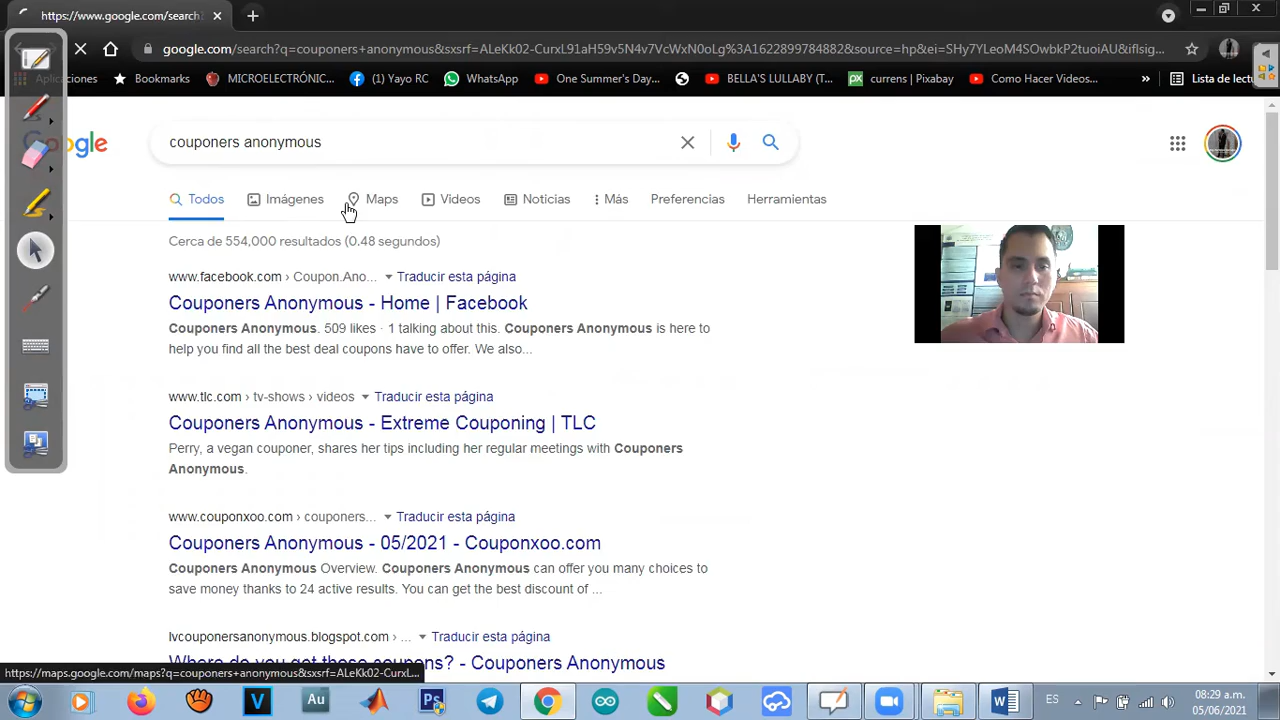 https://www.google.com/search
google.com/search?q=couponers+anonymous&sxsrf=ALeKk02-CurxL91aH59v5N4v7VcWxN0oLg%3A1622899784882&source=hp&ei=SHy7YLeoM4SOwbkP2tuoiAU&iflsig...
Aplicaciones
Bookmarks
MICROELECTRÓNIC...
(1) Yayo RC
WhatsApp
One Summer's Day...
BELLA'S LULLABY (T...
currens | Pixabay
Como Hacer Videos...
»
Lista de lectu
couponers anonymous
Todos
Imágenes
Maps
Videos
Noticias
Más
Preferencias
Herramientas
Cerca de 554,000 resultados (0.48 segundos)
www.facebook.com › Coupon.Ano... Traducir esta página
Couponers Anonymous - Home | Facebook
Couponers Anonymous. 509 likes · 1 talking about this. Couponers Anonymous is here to
help you find all the best deal coupons have to offer. We also...
www.tlc.com › tv-shows › videos Traducir esta página
Couponers Anonymous - Extreme Couponing | TLC
Perry, a vegan couponer, shares her tips including her regular meetings with Couponers
Anonymous.
www.couponxoo.com › couponers... Traducir esta página
Couponers Anonymous - 05/2021 - Couponxoo.com
Couponers Anonymous Overview. Couponers Anonymous can offer you many choices to
save money thanks to 24 active results. You can get the best discount of ...
lvcouponersanonymous.blogspot.com › ... Traducir esta página
Where do you get those coupons? - Couponers Anonymous
https://maps.google.com/maps?q=couponers+anonymous&sxsrf=ALeKk02-CurxL...
V
Au
Ps
W
ES
08:29 a.m.
05/06/2021